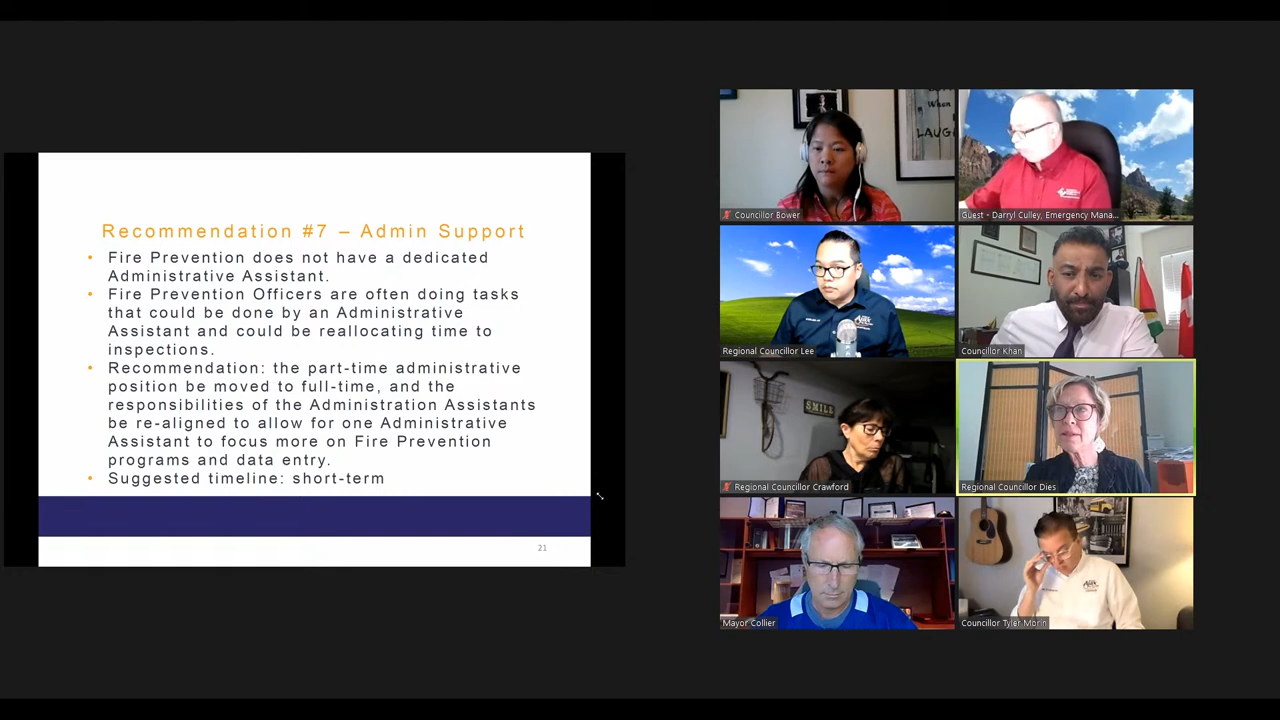 Recommendation #7 – Admin Support
• Fire Prevention does not have a dedicated
Administrative Assistant.
• Fire Prevention Officers are often doing tasks
that could be done by an Administrative
Assistant and could be reallocating time to
inspections.
• Recommendation: the part-time administrative
position be moved to full-time, and the
responsibilities of the Administration Assistants
be re-aligned to allow for one Administrative
Assistant to focus more on Fire Prevention
programs and data entry.
• Suggested timeline: short-term
21
When
LAUGH
Councillor Bower
Guest - Darryl Culley, Emergency Mana...
Regional Councillor Lee
Councillor Khan
SMILE
Regional Councillor Crawford
Regional Councillor Dies
Mayor Collier
Councillor Tyler Morin